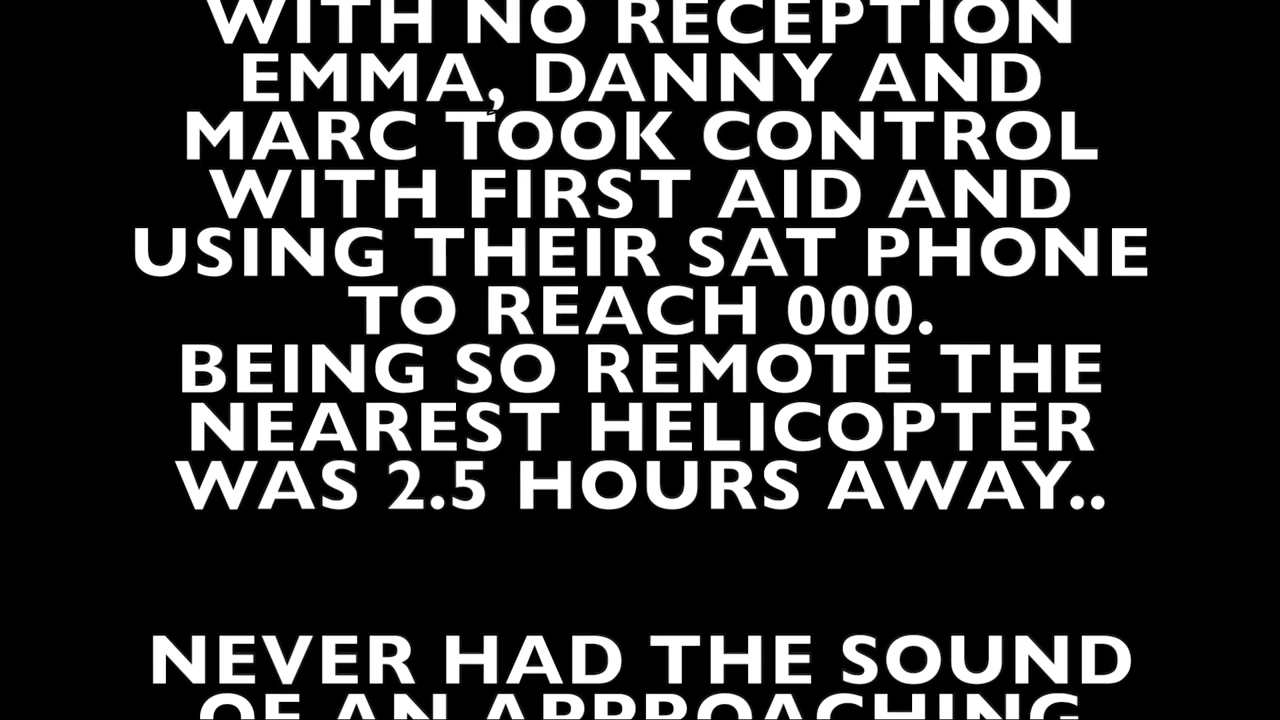 WITH NO RECEPTION
EMMA, DANNY AND
MARC TOOK CONTROL
WITH FIRST AID AND
USING THEIR SAT PHONE
TO REACH 000.
BEING SO REMOTE THE
NEAREST HELICOPTER
WAS 2.5 HOURS AWAY..
NEVER HAD THE SOUND
OF AN APPROACHING